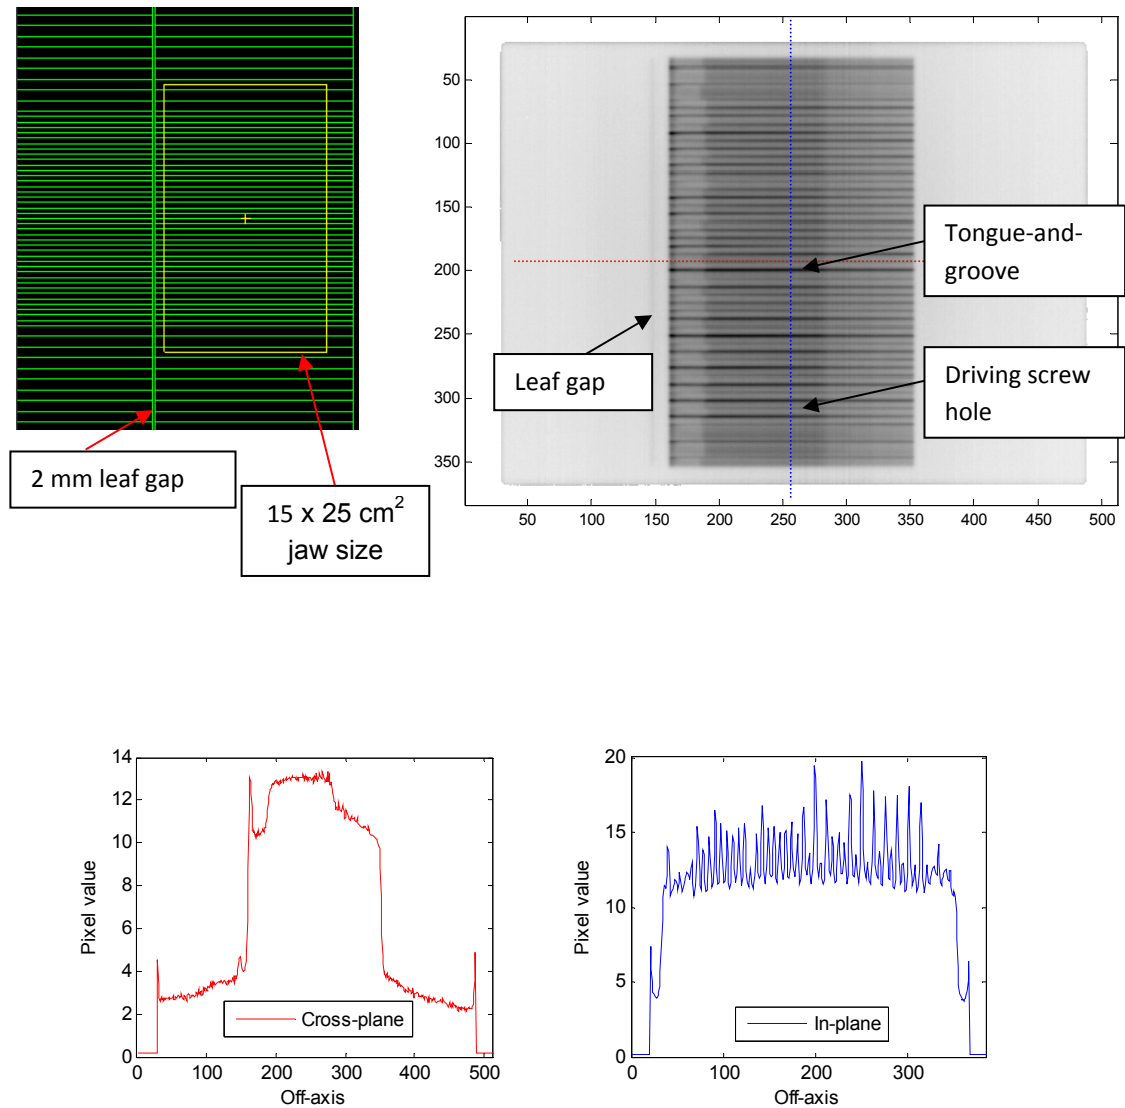 2 mm leaf gap
15 x 25 cm²
jaw size
50
100
150
200
250
300
350
50
100
150
200
250
300
350
400
450
500
Tongue-and-
groove
Leaf gap
Driving screw
hole
14
12
10
8
6
4
2
0
0
100
200
300
400
500
Pixel value
Off-axis
Cross-plane
20
15
10
5
0
0
100
200
300
Pixel value
Off-axis
In-plane